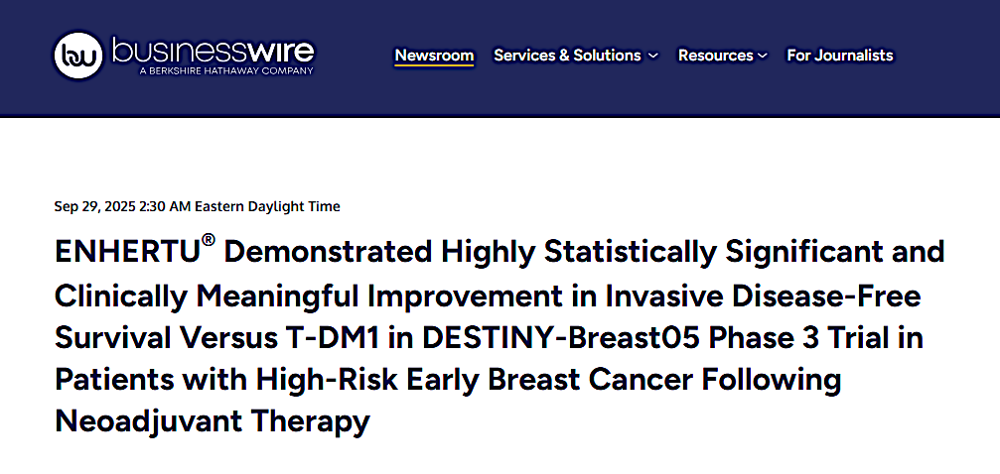 bw businesswire
A BERKSHIRE HATHAWAY COMPANY
Newsroom Services & Solutions Resources For Journalists
Sep 29, 2025 2:30 AM Eastern Daylight Time
ENHERTU® Demonstrated Highly Statistically Significant and
Clinically Meaningful Improvement in Invasive Disease-Free
Survival Versus T-DM1 in DESTINY-Breast05 Phase 3 Trial in
Patients with High-Risk Early Breast Cancer Following
Neoadjuvant Therapy